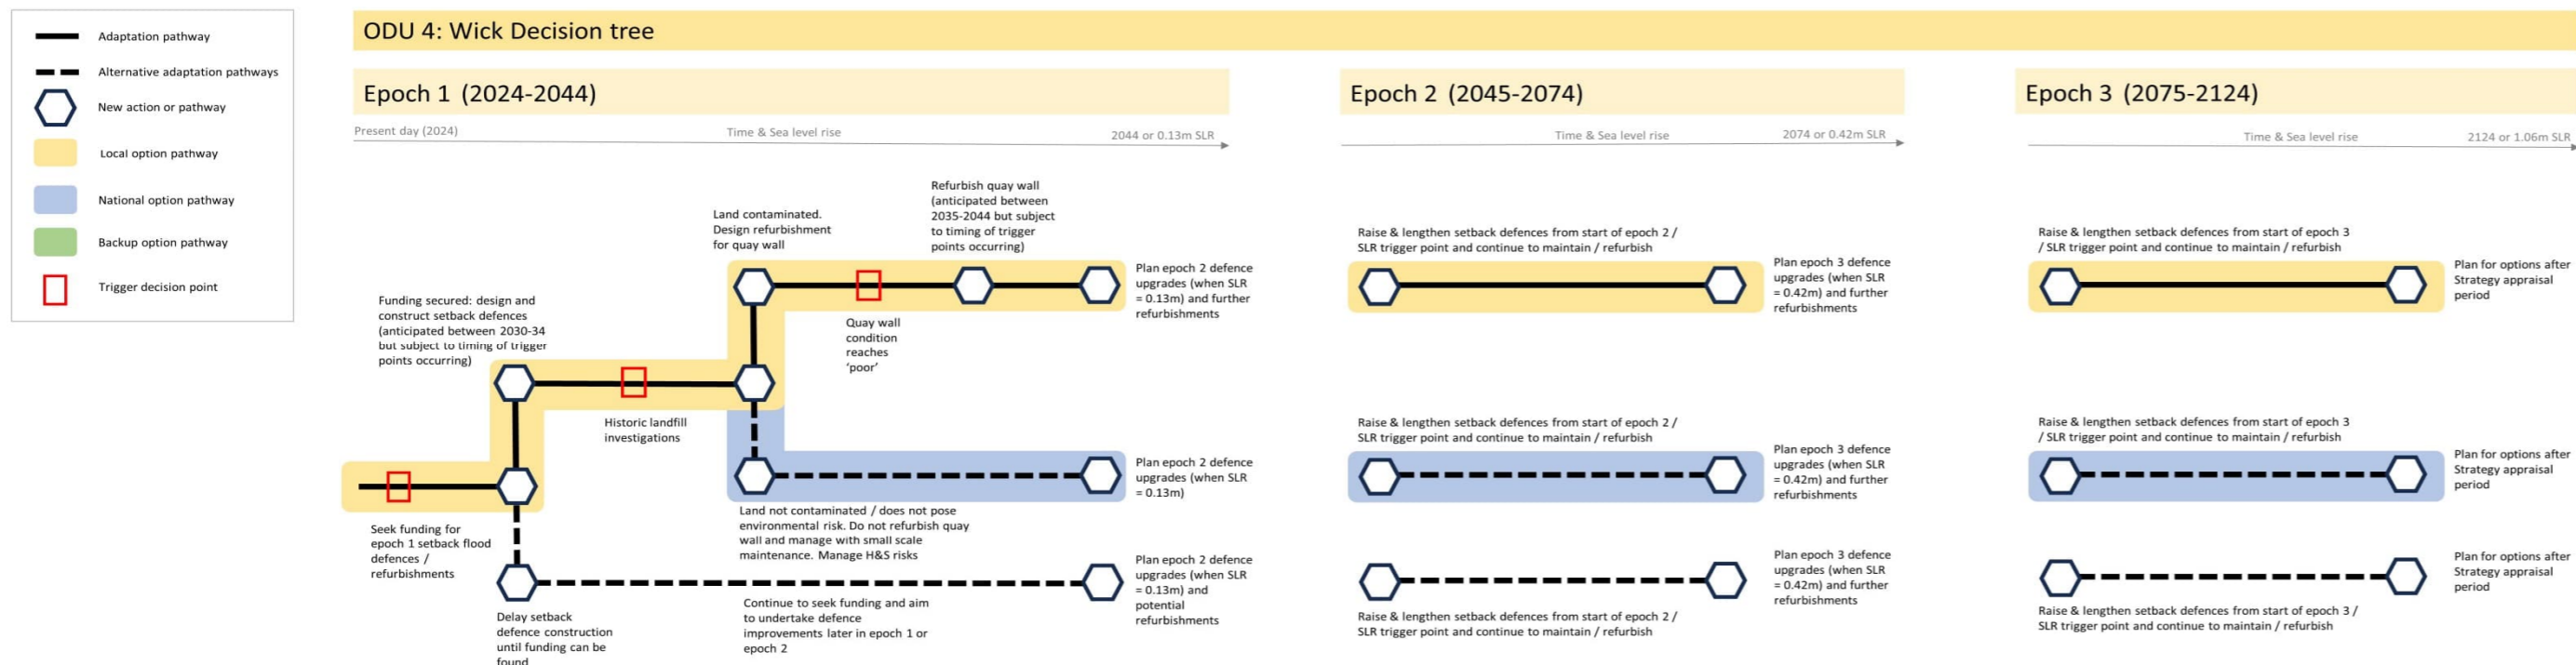 Adaptation pathway
Alternative adaptation pathways
New action or pathway
Local option pathway
National option pathway
Backup option pathway
Trigger decision point
ODU 4: Wick Decision tree
Epoch 1 (2024-2044)
Present day (2024)
Time & Sea level rise
2044 or 0.13m SLR
Funding secured: design and
construct setback defences
(anticipated between 2030-34
but subject to timing of trigger
points occurring)
Land contaminated.
Design refurbishment
for quay wall
Refurbish quay wall
(anticipated between
2035-2044 but subject
to timing of trigger
points occurring)
Plan epoch 2 defence
upgrades (when SLR
= 0.13m) and further
refurbishments
Quay wall
condition
reaches
‘poor’
Historic landfill
investigations
Seek funding for
epoch 1 setback flood
defences /
refurbishments
Plan epoch 2 defence
upgrades (when SLR
= 0.13m)
Land not contaminated / does not pose
environmental risk. Do not refurbish quay
wall and manage with small scale
maintenance. Manage H&S risks
Delay setback
defence construction
until funding can be
found
Continue to seek funding and aim
to undertake defence
improvements later in epoch 1 or
epoch 2
Plan epoch 2 defence
upgrades (when SLR
= 0.13m) and
potential
refurbishments
Epoch 2 (2045-2074)
Time & Sea level rise
2074 or 0.42m SLR
Raise & lengthen setback defences from start of epoch 2 /
SLR trigger point and continue to maintain / refurbish
Plan epoch 3 defence
upgrades (when SLR
= 0.42m) and further
refurbishments
Raise & lengthen setback defences from start of epoch 2 /
SLR trigger point and continue to maintain / refurbish
Plan epoch 3 defence
upgrades (when SLR
= 0.42m) and further
refurbishments
Plan epoch 3 defence
upgrades (when SLR
= 0.42m) and further
refurbishments
Raise & lengthen setback defences from start of epoch 2 /
SLR trigger point and continue to maintain / refurbish
Epoch 3 (2075-2124)
Time & Sea level rise
2124 or 1.06m SLR
Raise & lengthen setback defences from start of epoch 3
/ SLR trigger point and continue to maintain / refurbish
Plan for options after
Strategy appraisal
period
Raise & lengthen setback defences from start of epoch 3
/ SLR trigger point and continue to maintain / refurbish
Plan for options after
Strategy appraisal
period
Plan for options after
Strategy appraisal
period
Raise & lengthen setback defences from start of epoch 3 /
SLR trigger point and continue to maintain / refurbish